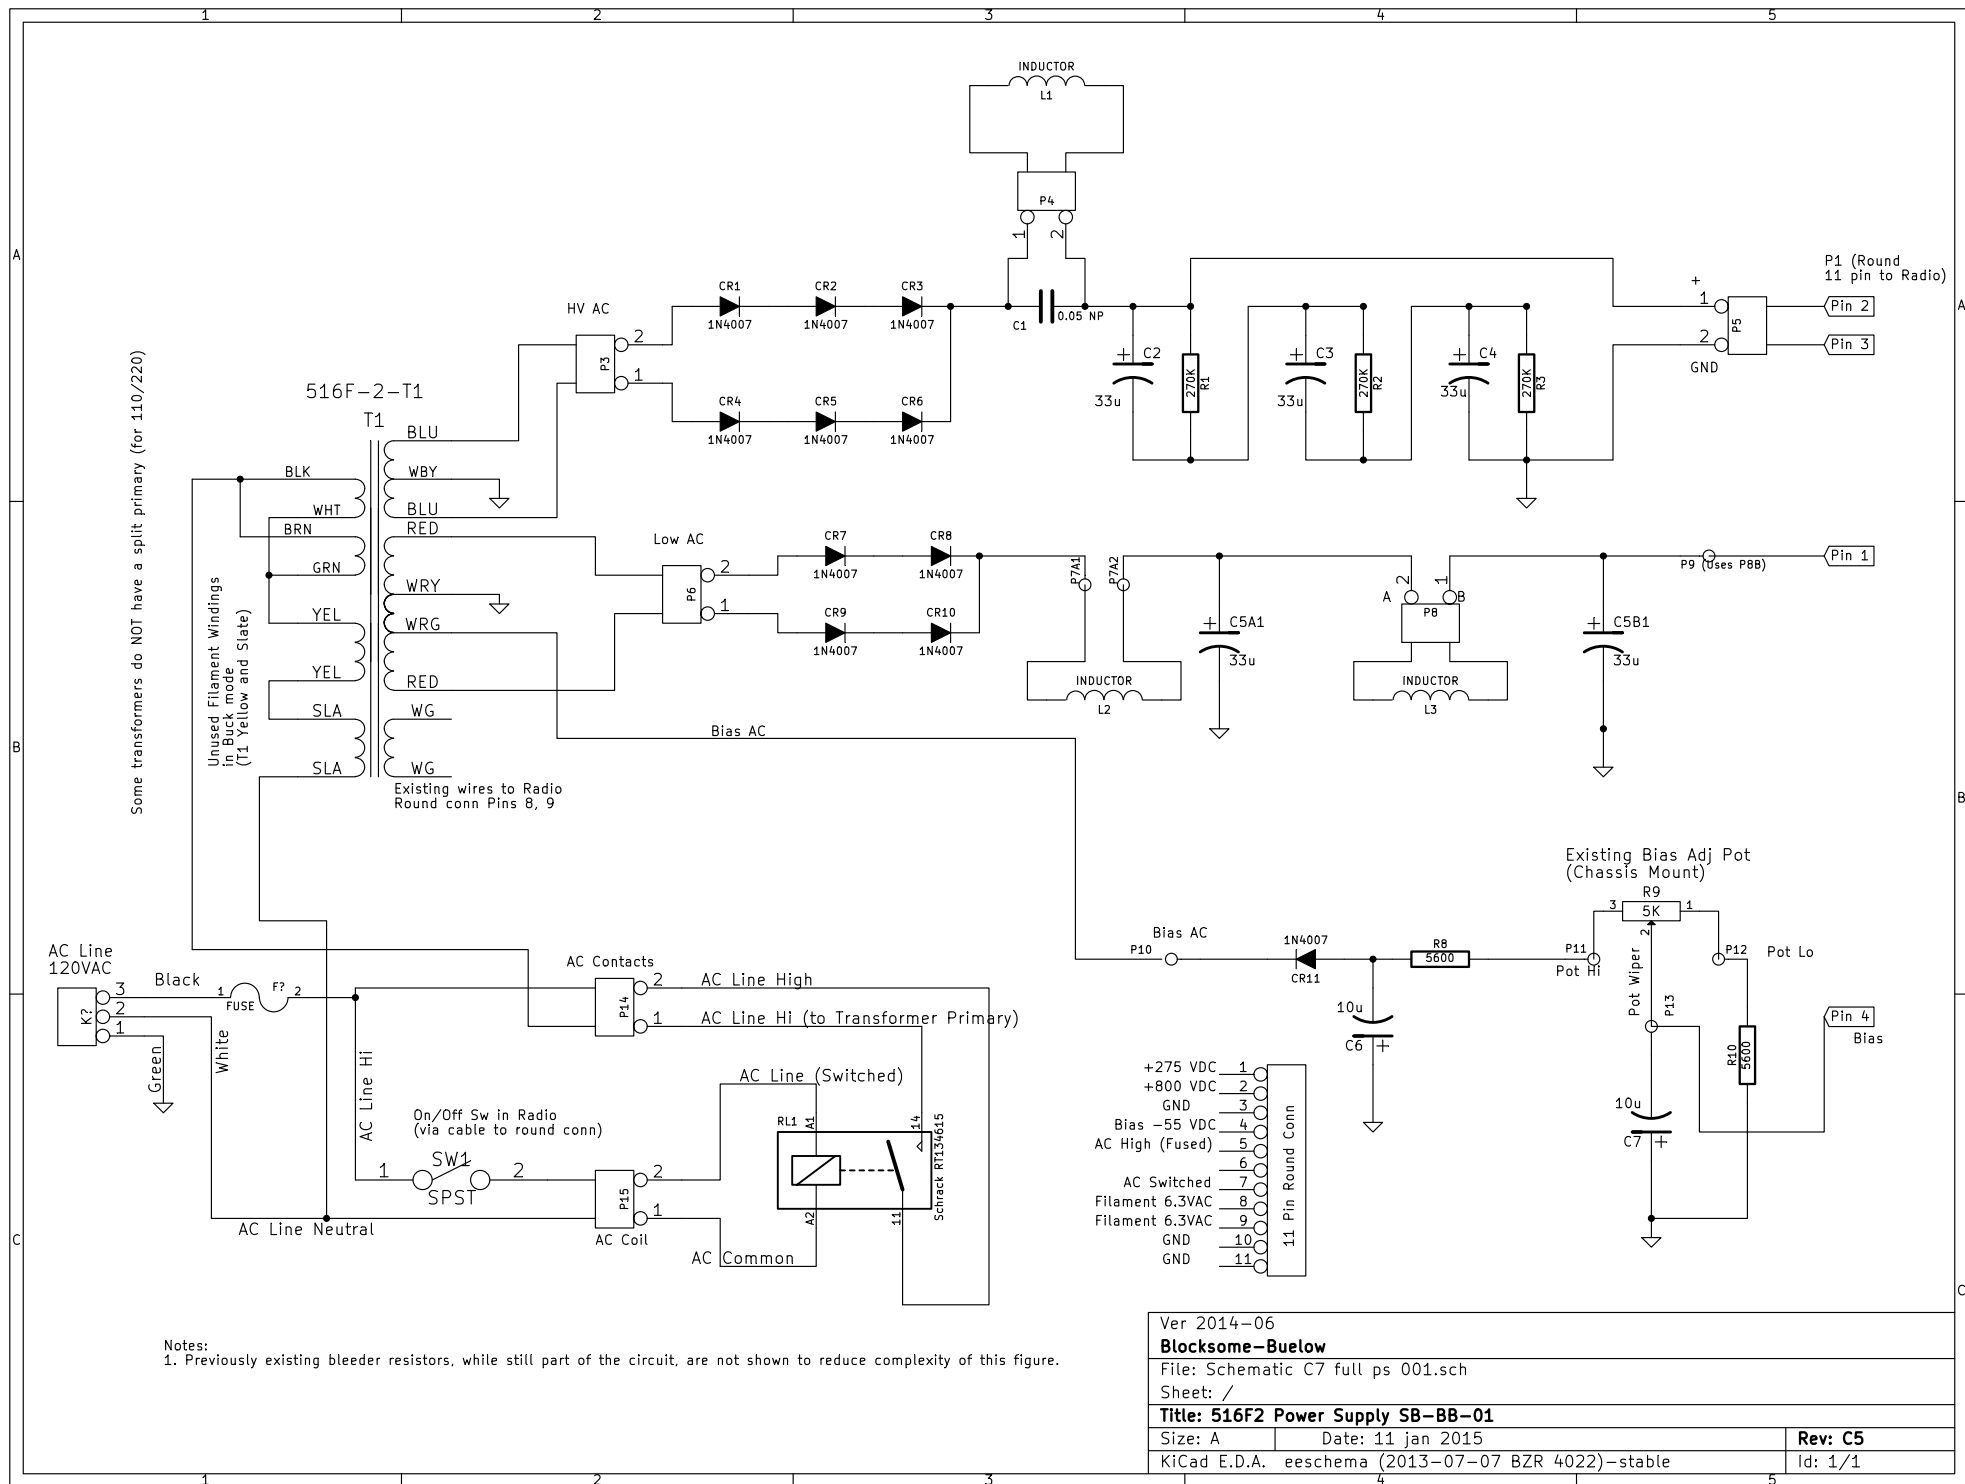 1 2 3 4 5
A
B
C
A
B
C
1 2 3 4 5
INDUCTOR
L1
P4
1 2
CR1
1N4007
CR2
1N4007
CR3
1N4007
C1
0.05 NP
HV AC
P3
2
1
CR4
1N4007
CR5
1N4007
CR6
1N4007
+ C2
33u
270K
R1
+ C3
33u
270K
R2
+ C4
33u
270K
R3
+
1
2
P5
GND
P1 (Round
11 pin to Radio)
Pin 2
Pin 3
Some transformers do NOT have a split primary (for 110/220)
516F-2-T1
T1
BLK
WHT
BRN
GRN
YEL
YEL
SLA
SLA
BLU
WBY
BLU
RED
WRY
WRG
RED
WG
WG
Unused Filament Windings
in Buck mode
(T1 Yellow and Slate)
Existing wires to Radio
Round conn Pins 8, 9
Low AC
P6
2
1
CR7
1N4007
CR8
1N4007
CR9
1N4007
CR10
1N4007
P7A1
P7A2
INDUCTOR
L2
+ C5A1
33u
2 1
A B
P8
INDUCTOR
L3
+ C5B1
33u
P9 (Uses P8B)
Pin 1
Bias AC
Existing Bias Adj Pot
(Chassis Mount)
R9
3 5K 1
2
P10
Bias AC
1N4007
CR11
R8
5600
P11
Pot Hi
P12
Pot Lo
Pot Wiper
P13
10u
C6 +
10u
C7 +
R10
5600
Pin 4
Bias
AC Line
120VAC
K?
3
2
1
Black
White
Green
1 2
FUSE
F?
AC Line Hi
AC Contacts
P14
2
1
AC Line High
AC Line Hi (to Transformer Primary)
AC Line (Switched)
On/Off Sw in Radio
(via cable to round conn)
1 SW1 2
SPST
P15
2
1
AC Coil
AC Line Neutral
AC Common
RL1
A1
A2
14
11
Schrack RT134615
+275 VDC 1
+800 VDC 2
GND 3
Bias -55 VDC 4
AC High (Fused) 5
6
AC Switched 7
Filament 6.3VAC 8
Filament 6.3VAC 9
GND 10
GND 11
11 Pin Round Conn
Notes:
1. Previously existing bleeder resistors, while still part of the circuit, are not shown to reduce complexity of this figure.
Ver 2014-06
Blocksome-Buelow
File: Schematic C7 full ps 001.sch
Sheet: /
Title: 516F2 Power Supply SB-BB-01
Size: A Date: 11 jan 2015 Rev: C5
KiCad E.D.A. eeschema (2013-07-07 BZR 4022)-stable Id: 1/1